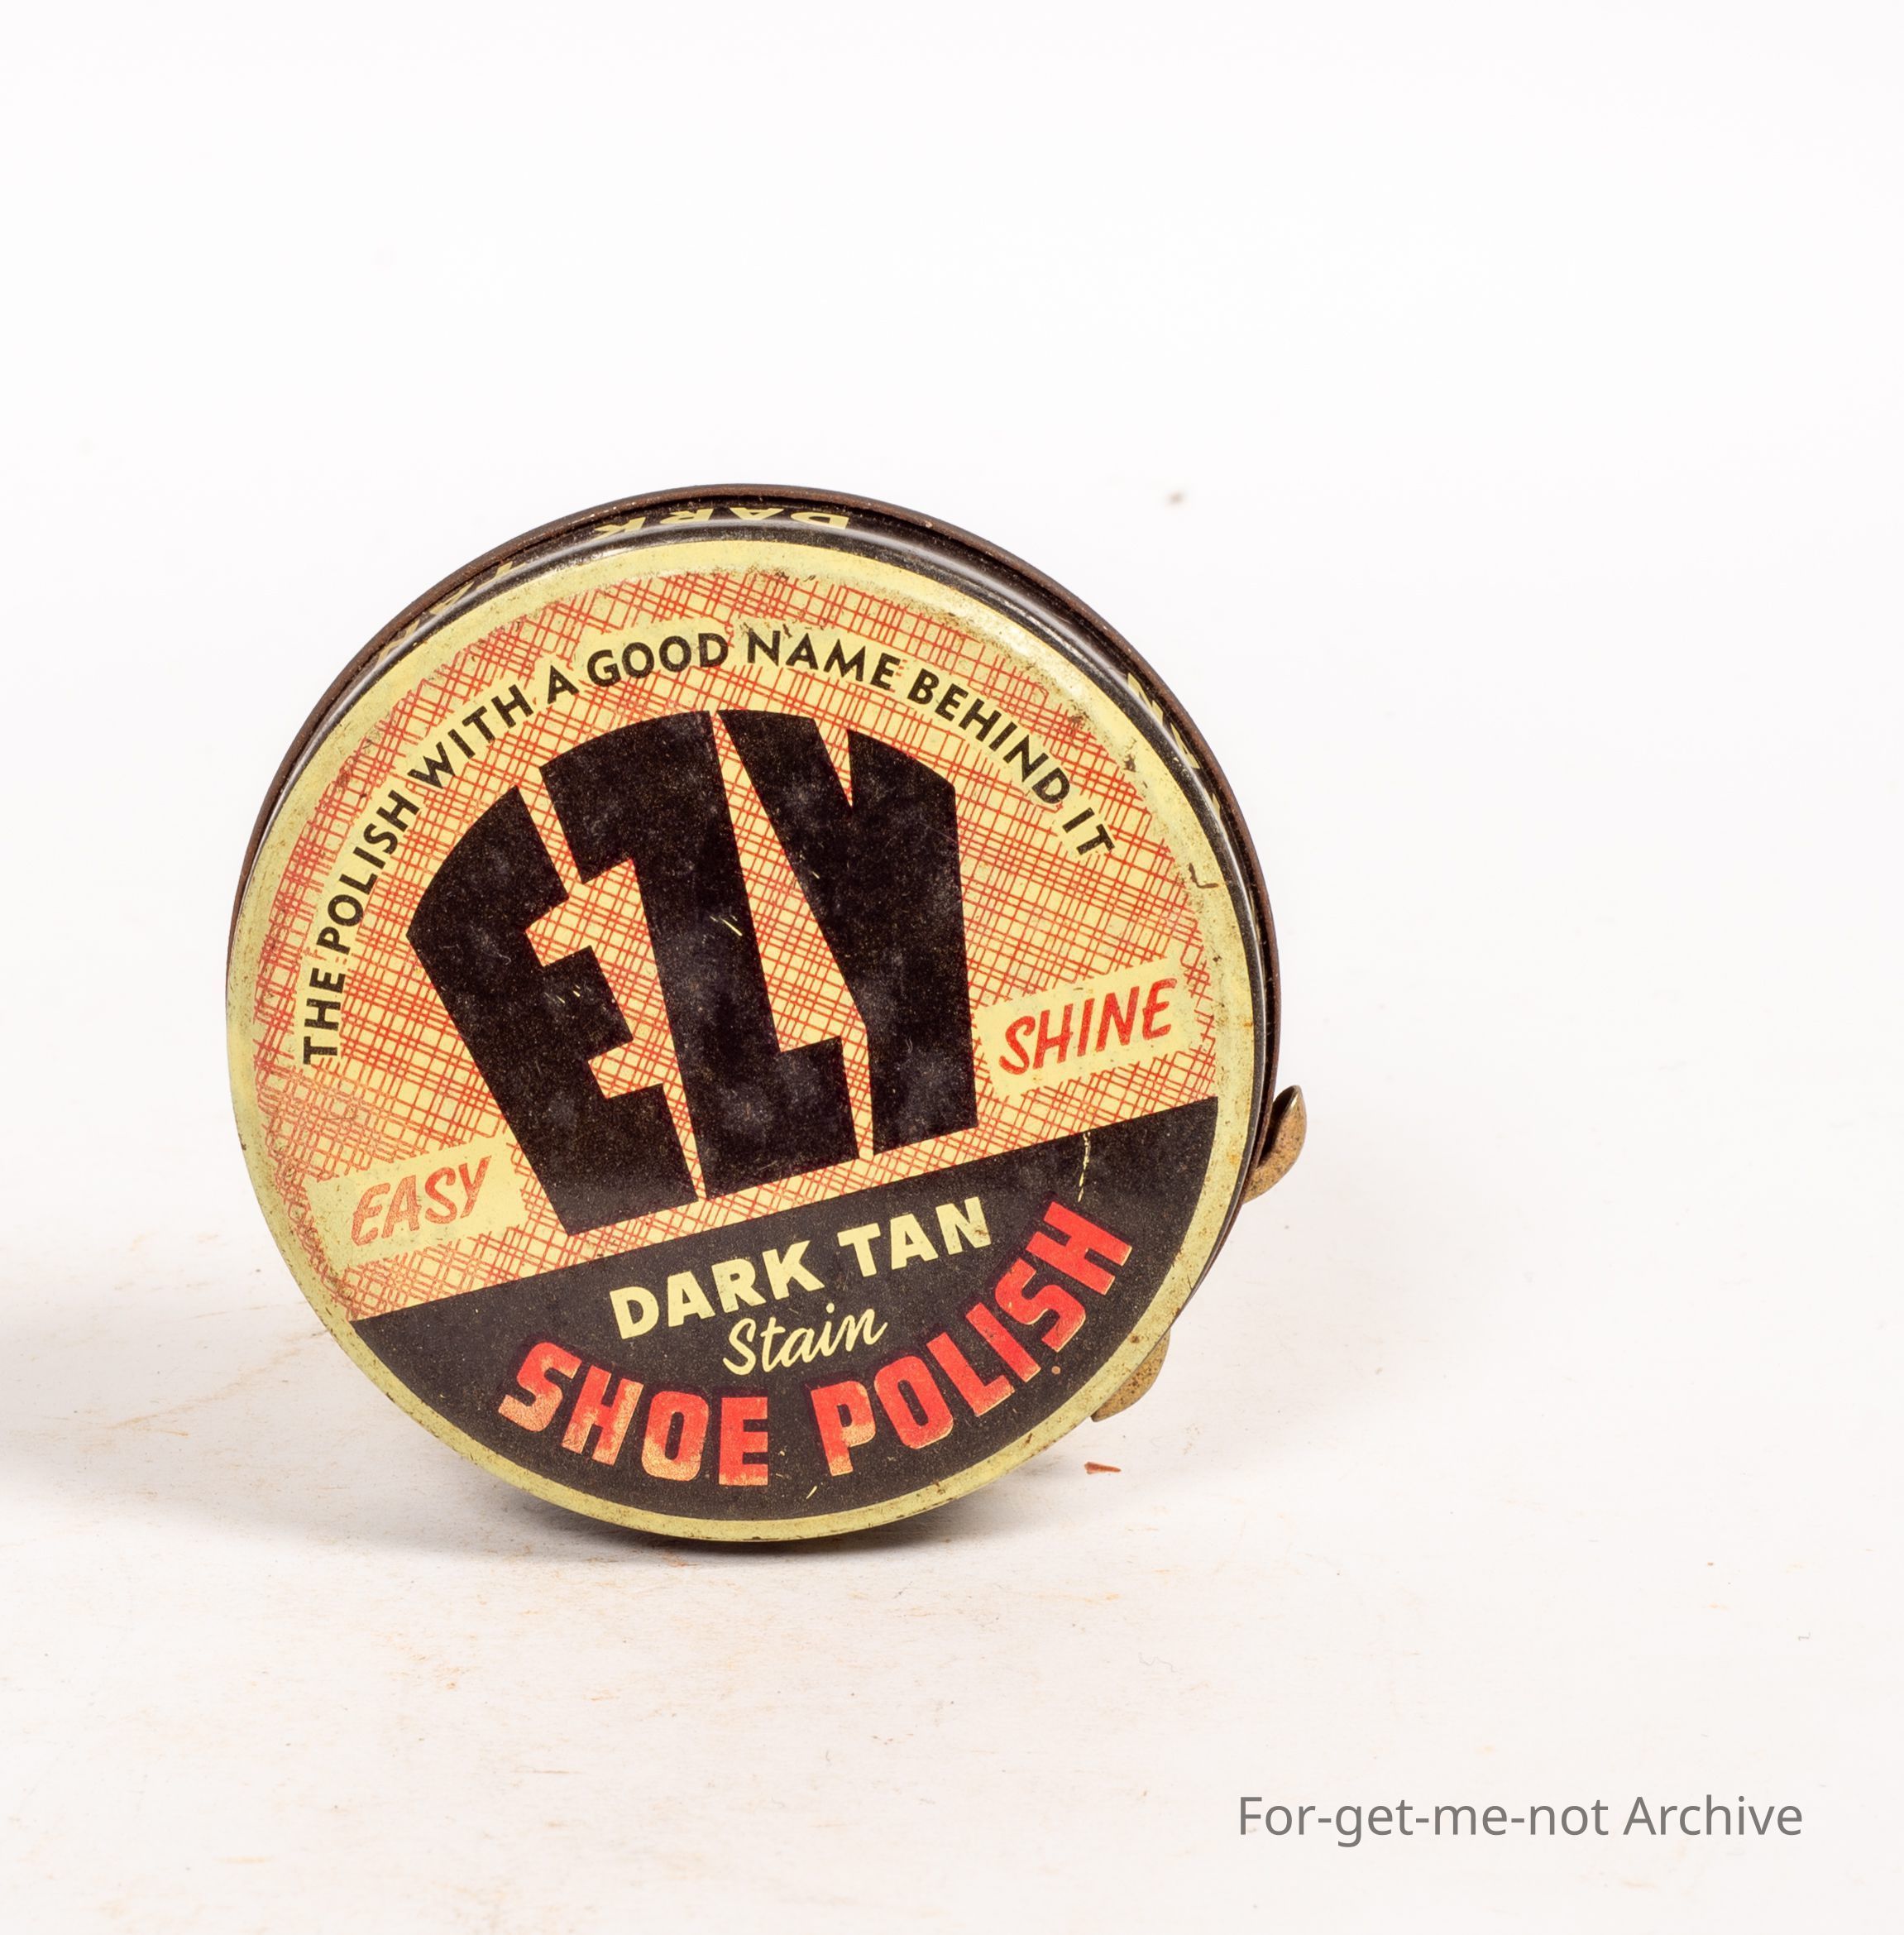 DARK
THE POLISH WITH A GOOD NAME BEHIND IT
EZY
EASY
SHINE
DARK TAN
Stain
SHOE POLISH
For-get-me-not Archive